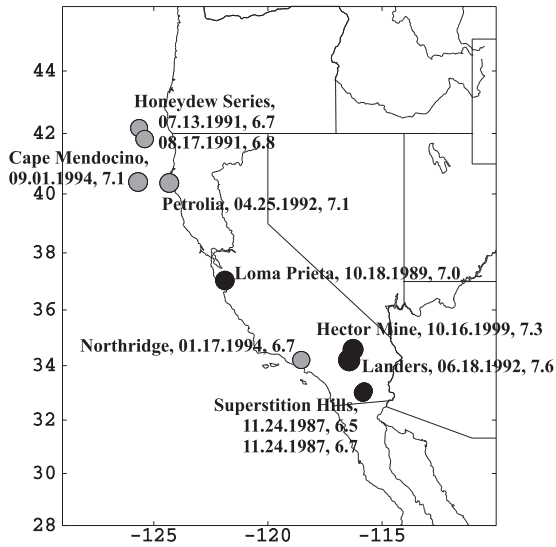 44
Honeydew Series,
07.13.1991, 6.7
42
08.17.1991, 6.8
Cape Mendocino,
09.01.1994, 7.1
40
Petrolia, 04.25.1992, 7.1
38
Loma Prieta, 10.18.1989, 7.0
36
Hector Mine, 10.16.1999, 7.3
Northridge, 01.17.1994, 6.7
34
Landers, 06.18.1992, 7.6
Superstition Hills,
11.24.1987, 6.5
32
11.24.1987, 6.7
30
28
-125 -120 -115